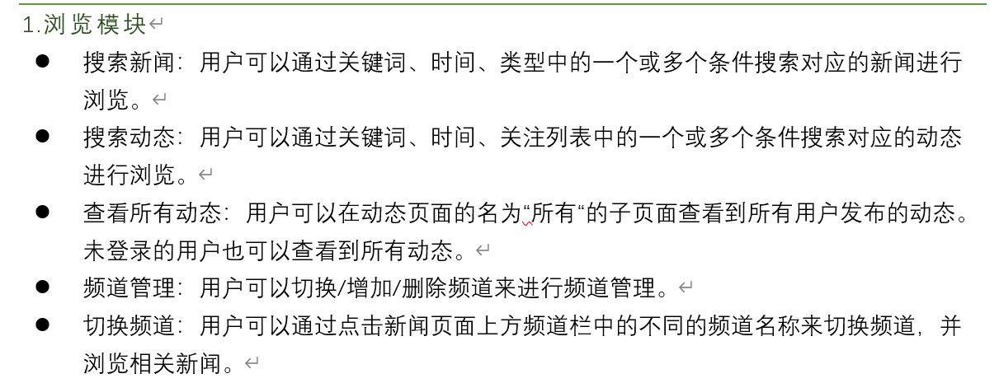 1.浏览模块↵
● 搜索新闻：用户可以通过关键词、时间、类型中的一个或多个条件搜索对应的新闻进行
浏览。↵
● 搜索动态：用户可以通过关键词、时间、关注列表中的一个或多个条件搜索对应的动态
进行浏览。↵
● 查看所有动态：用户可以在动态页面的名为“所有“的子页面查看到所有用户发布的动态。
未登录的用户也可以查看到所有动态。↵
● 频道管理：用户可以切换/增加/删除频道来进行频道管理。↵
● 切换频道：用户可以通过点击新闻页面上方频道栏中的不同的频道名称来切换频道，并
浏览相关新闻。↵